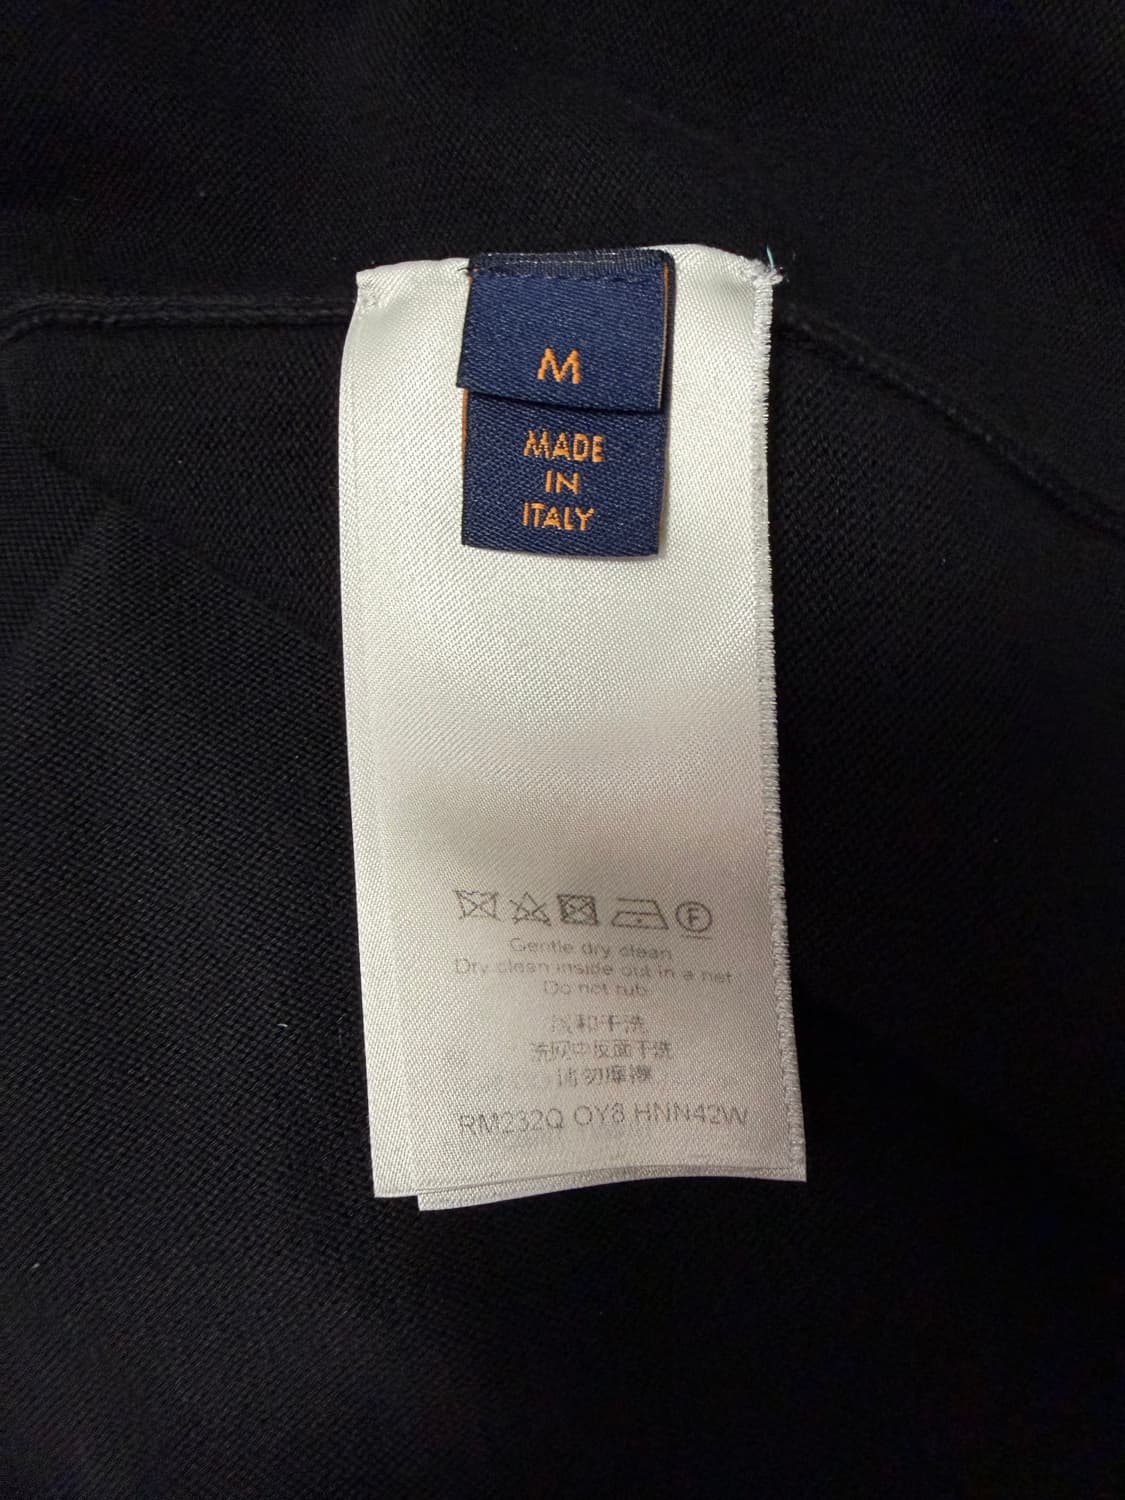 M
MADE
IN
ITALY
F
Gentle dry clean
Dry clean inside out in a net
Do not rub
缓和干洗
洗网中反面干洗
请勿摩擦
RM232Q OY8 HNN42W